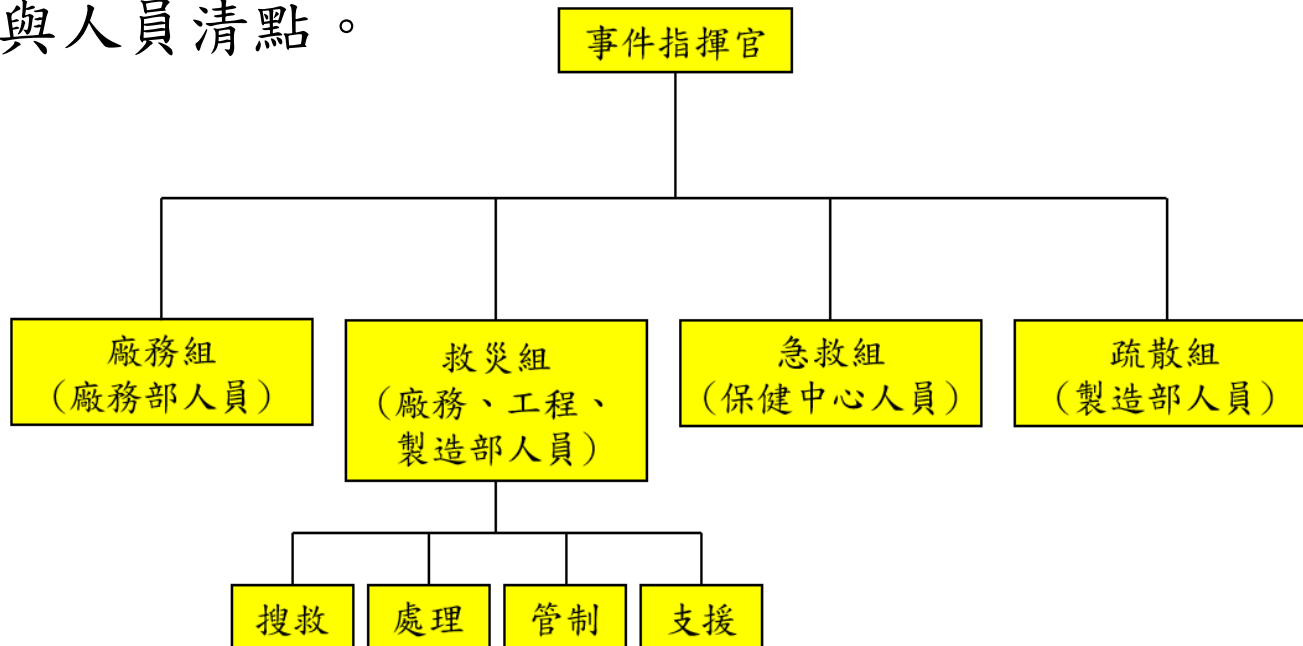 與人員清點。
事件指揮官
廠務組
(廠務部人員)
救災組
(廠務、工程、
製造部人員)
急救組
(保健中心人員)
疏散組
(製造部人員)
搜救
處理
管制
支援